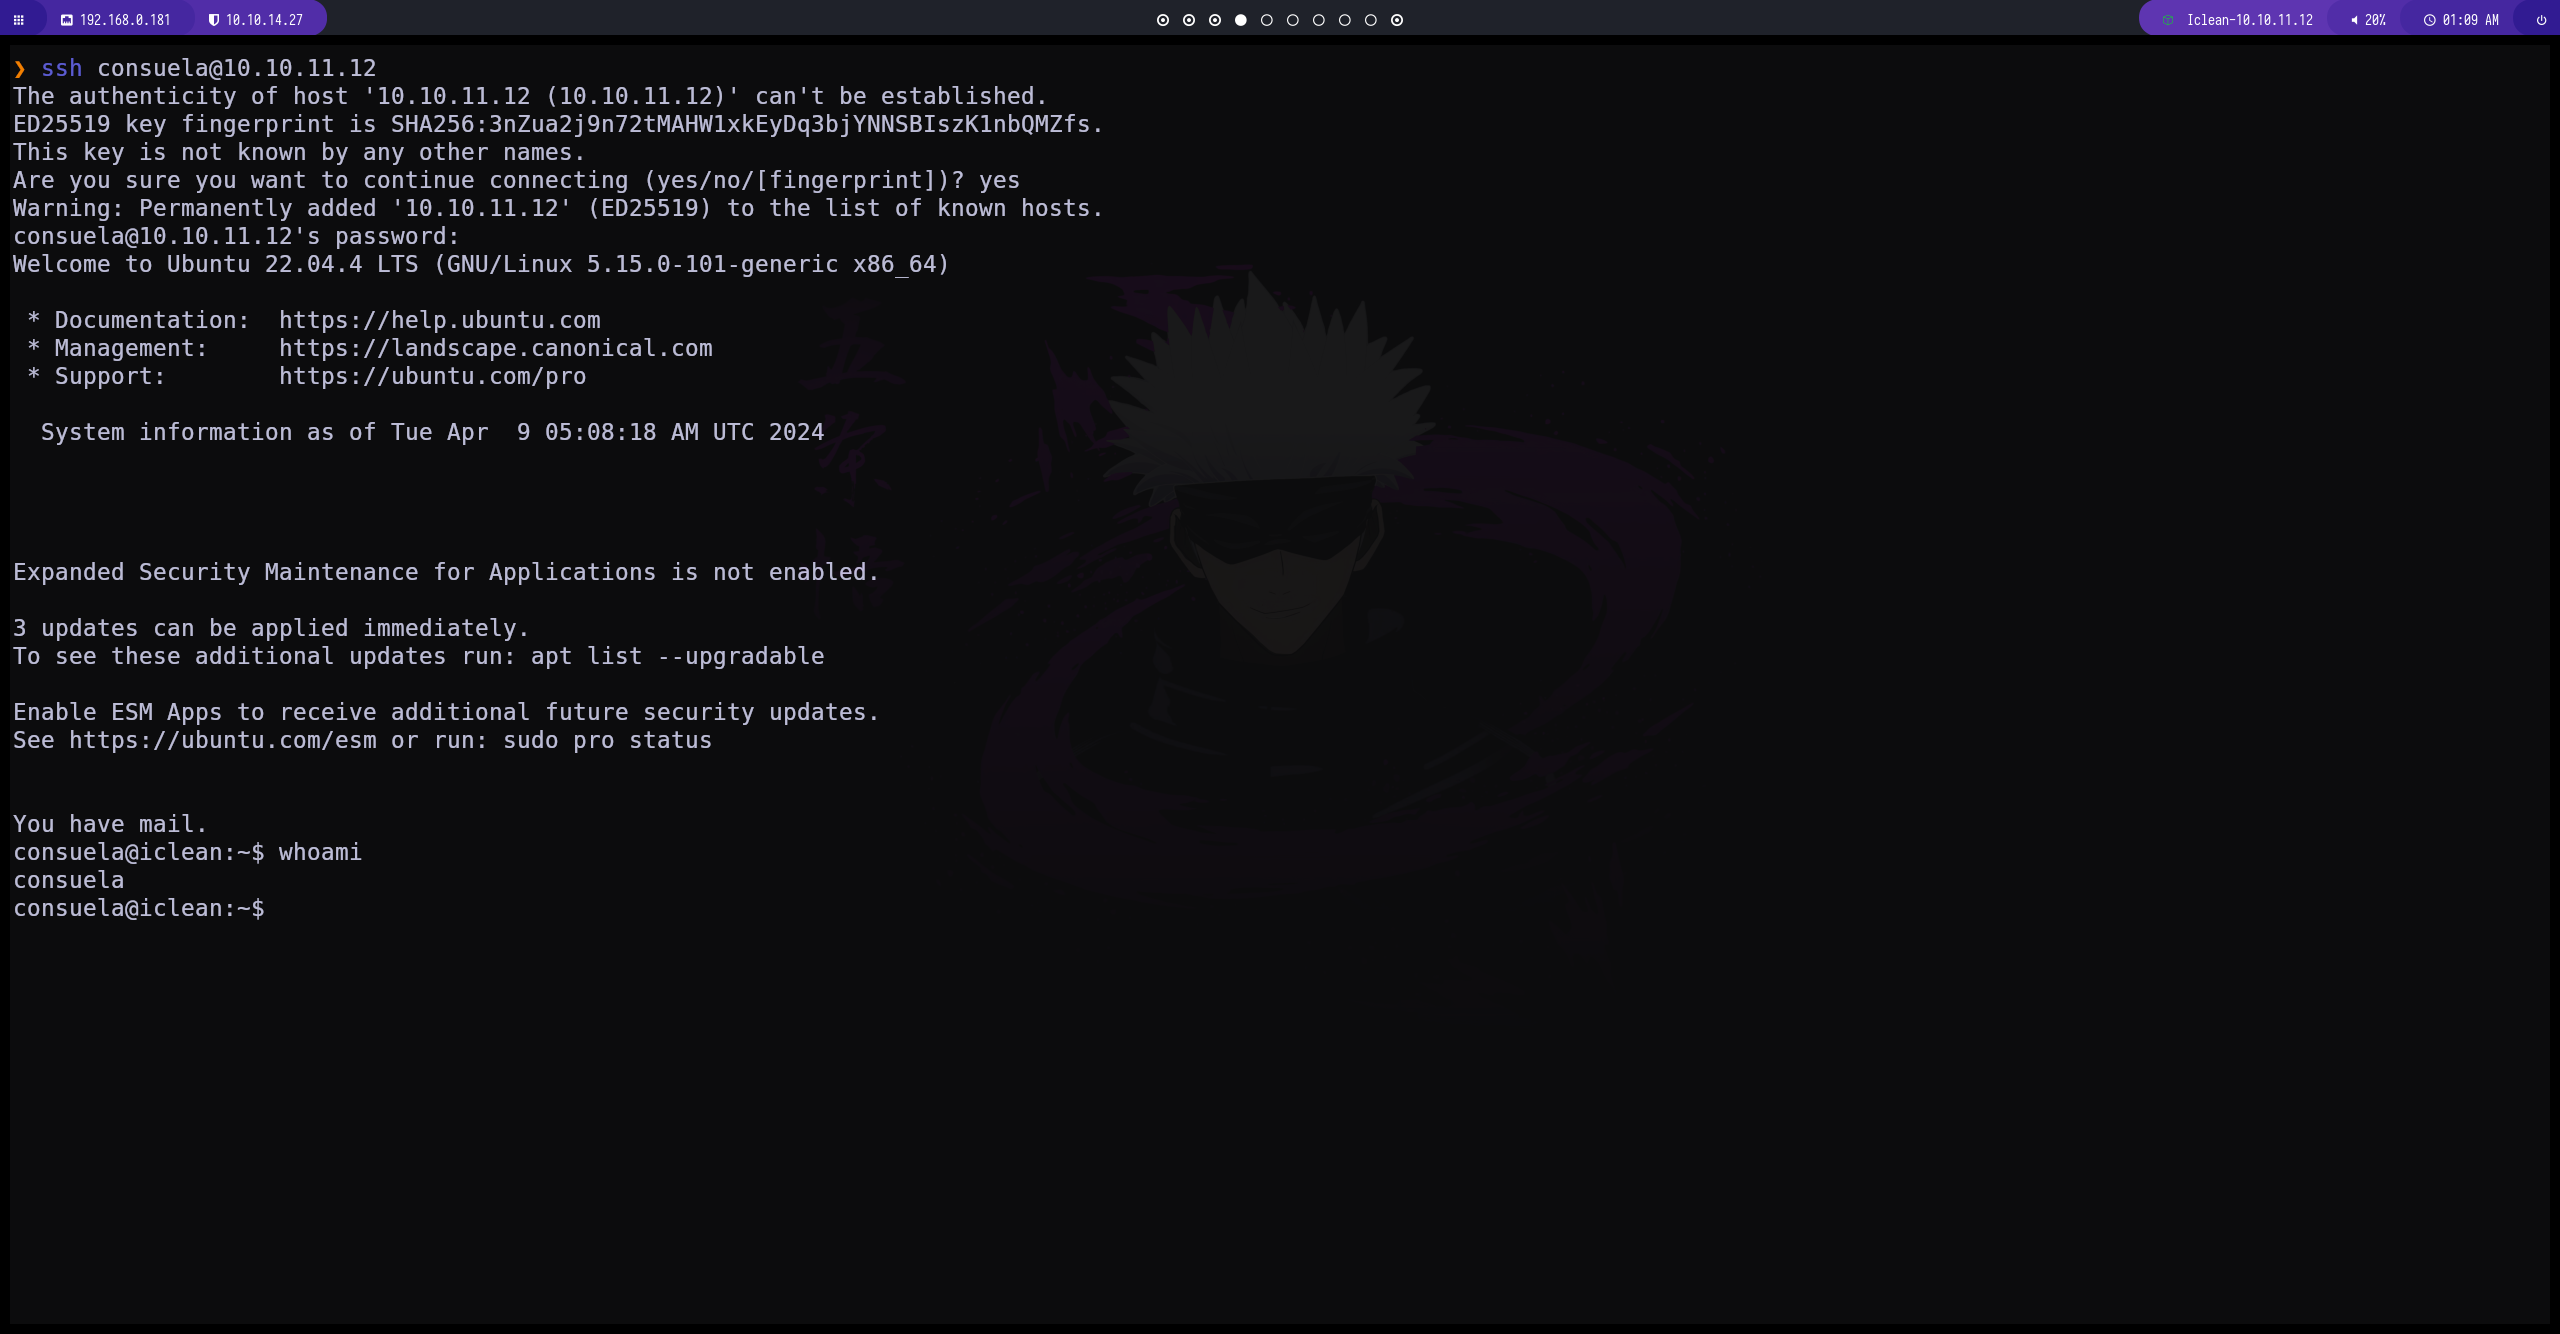 192.168.0.181 10.10.14.27 Iclean-10.10.11.12 20% 01:09 AM
❯ ssh consuela@10.10.11.12
The authenticity of host '10.10.11.12 (10.10.11.12)' can't be established.
ED25519 key fingerprint is SHA256:3nZua2j9n72tMAHW1xkEyDq3bjYNNSBIszK1nbQMZfs.
This key is not known by any other names.
Are you sure you want to continue connecting (yes/no/[fingerprint])? yes
Warning: Permanently added '10.10.11.12' (ED25519) to the list of known hosts.
consuela@10.10.11.12's password:
Welcome to Ubuntu 22.04.4 LTS (GNU/Linux 5.15.0-101-generic x86_64)
* Documentation:  https://help.ubuntu.com
* Management:     https://landscape.canonical.com
* Support:        https://ubuntu.com/pro
System information as of Tue Apr  9 05:08:18 AM UTC 2024
Expanded Security Maintenance for Applications is not enabled.
3 updates can be applied immediately.
To see these additional updates run: apt list --upgradable
Enable ESM Apps to receive additional future security updates.
See https://ubuntu.com/esm or run: sudo pro status
You have mail.
consuela@iclean:~$ whoami
consuela
consuela@iclean:~$
五
条
悟